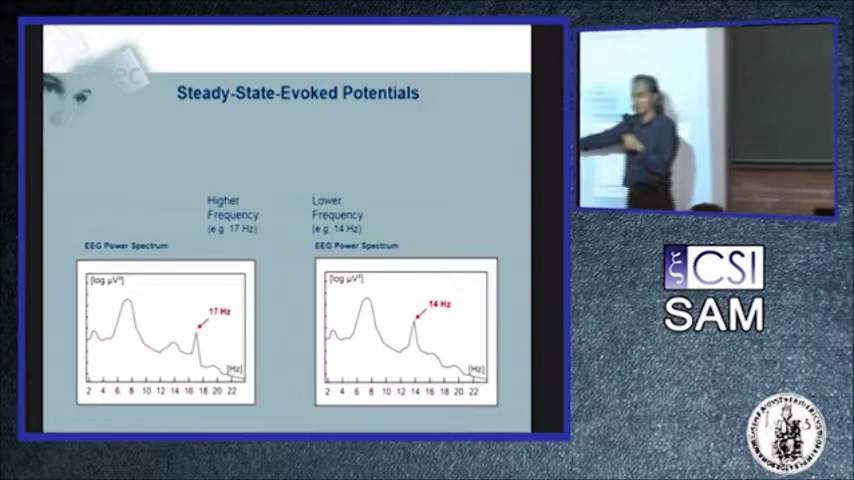 Steady-State-Evoked Potentials
Higher
Frequency
(e.g. 17 Hz)
Lower
Frequency
(e.g. 14 Hz)
EEG Power Spectrum
EEG Power Spectrum
[log µV²]
17 Hz
[Hz]
2 4 6 8 10 12 14 16 18 20 22
[log µV²]
14 Hz
[Hz]
2 4 6 8 10 12 14 16 18 20 22
ξCSI
SAM